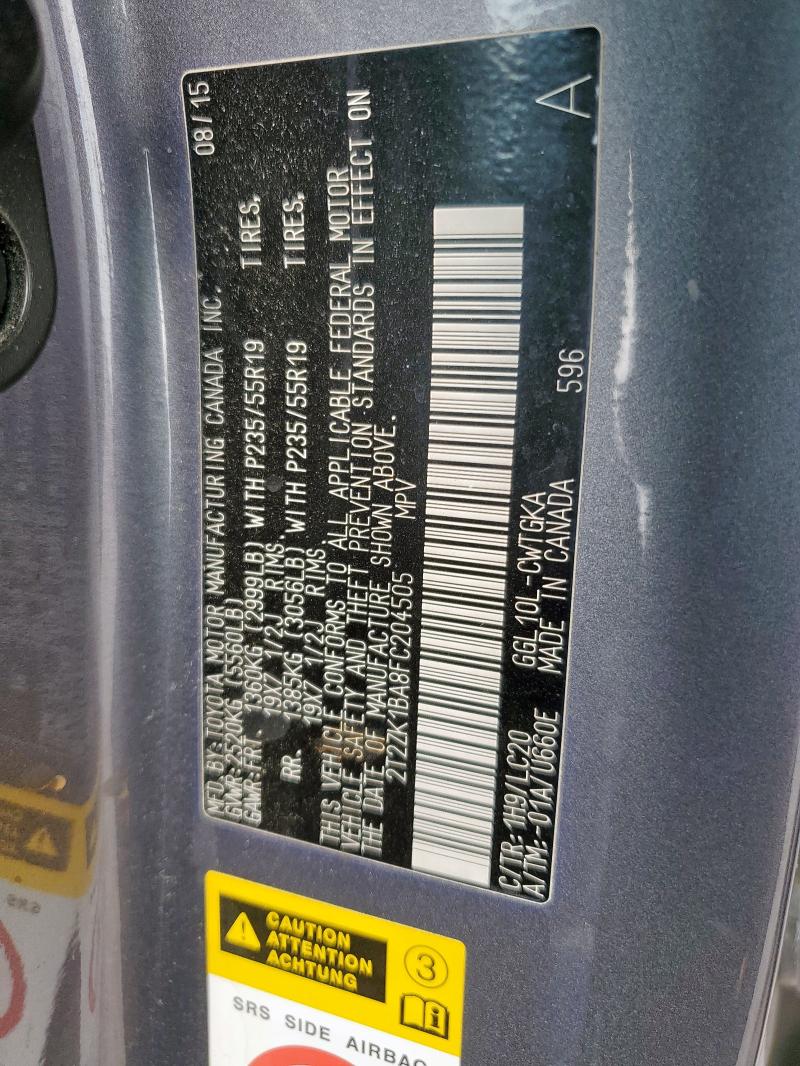 MFD. BY: TOYOTA MOTOR MANUFACTURING CANADA INC. 08/15
GVWR: 2520KG (5560LB)
GAWR: FRT. 1360KG (2999LB) WITH P235/55R19 TIRES,
19X7 1/2J RIMS.
RR. 1385KG (3056LB) WITH P235/55R19 TIRES,
19X7 1/2J RIMS.
THIS VEHICLE CONFORMS TO ALL APPLICABLE FEDERAL MOTOR
VEHICLE SAFETY AND THEFT PREVENTION STANDARDS IN EFFECT ON
THE DATE OF MANUFACTURE SHOWN ABOVE.
2T2ZK1BA8FC204505 MPV
A
C/TR: 1H9/LC20 GGL10L-CWTGKA
A/TM: -01A/U660E MADE IN CANADA 596
CAUTION
ATTENTION
ACHTUNG
3
SRS SIDE AIRBAG
SRS